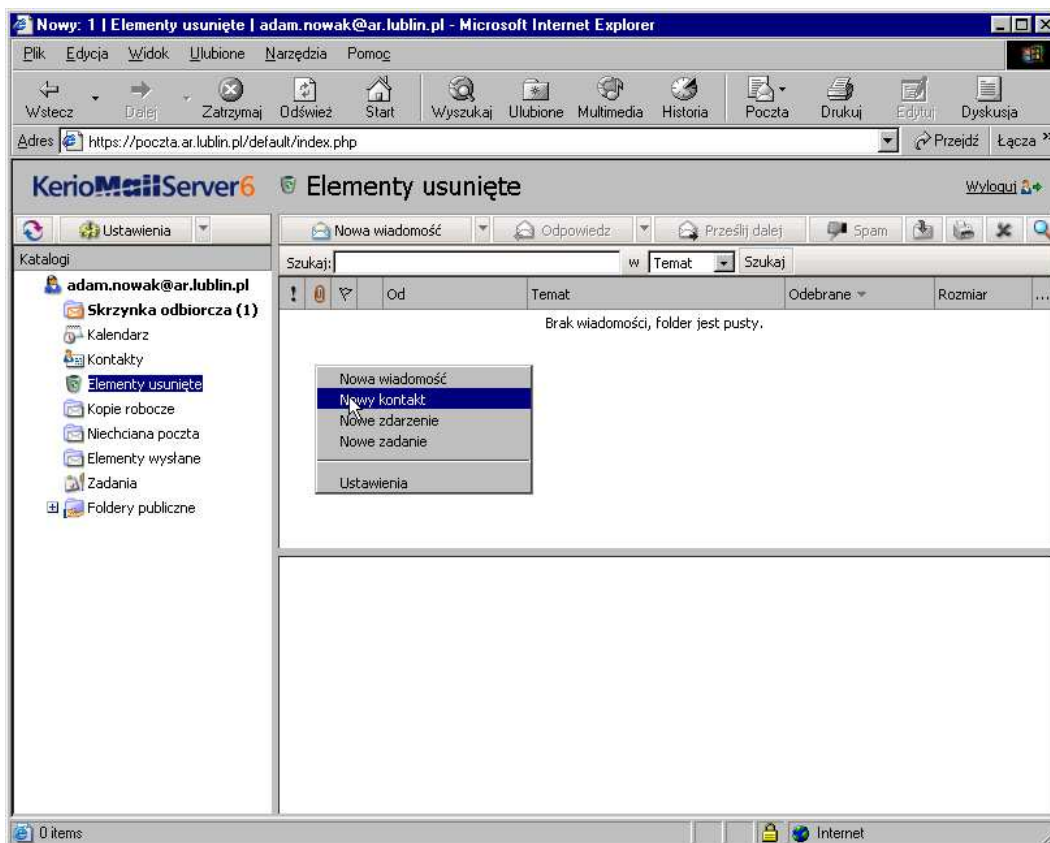 Nowy: 1 | Elementy usunięte | adam.nowak@ar.lublin.pl - Microsoft Internet Explorer
Plik Edycja Widok Ulubione Narzędzia Pomoc
Wstecz Dalej Zatrzymaj Odśwież Start Wyszukaj Ulubione Multimedia Historia Poczta Drukuj Edytuj Dyskusja
Adres https://poczta.ar.lublin.pl/default/index.php Przejdź Łącza »
KerioMailServer6 Elementy usunięte Wyloguj
Ustawienia Nowa wiadomość Odpowiedz Prześlij dalej Spam
Katalogi
Szukaj: w Temat Szukaj
! Od Temat Odebrane Rozmiar ...
Brak wiadomości, folder jest pusty.
adam.nowak@ar.lublin.pl
Skrzynka odbiorcza (1)
Kalendarz
Kontakty
Elementy usunięte
Kopie robocze
Niechciana poczta
Elementy wysłane
Zadania
Foldery publiczne
Nowa wiadomość
Nowy kontakt
Nowe zdarzenie
Nowe zadanie
Ustawienia
0 items Internet